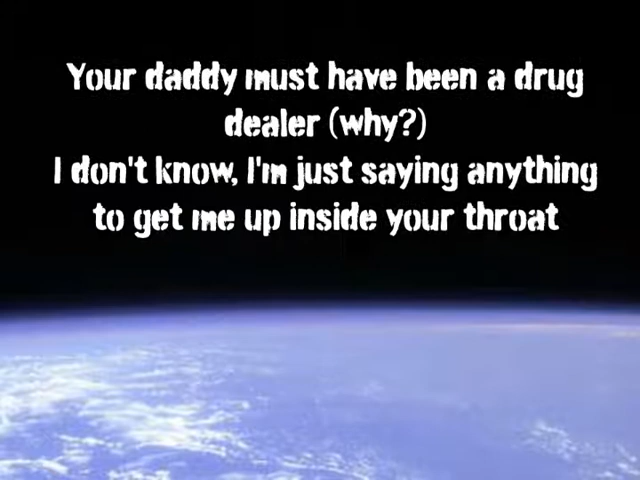 Your daddy must have been a drug
dealer (why?)
I don't know, I'm just saying anything
to get me up inside your throat